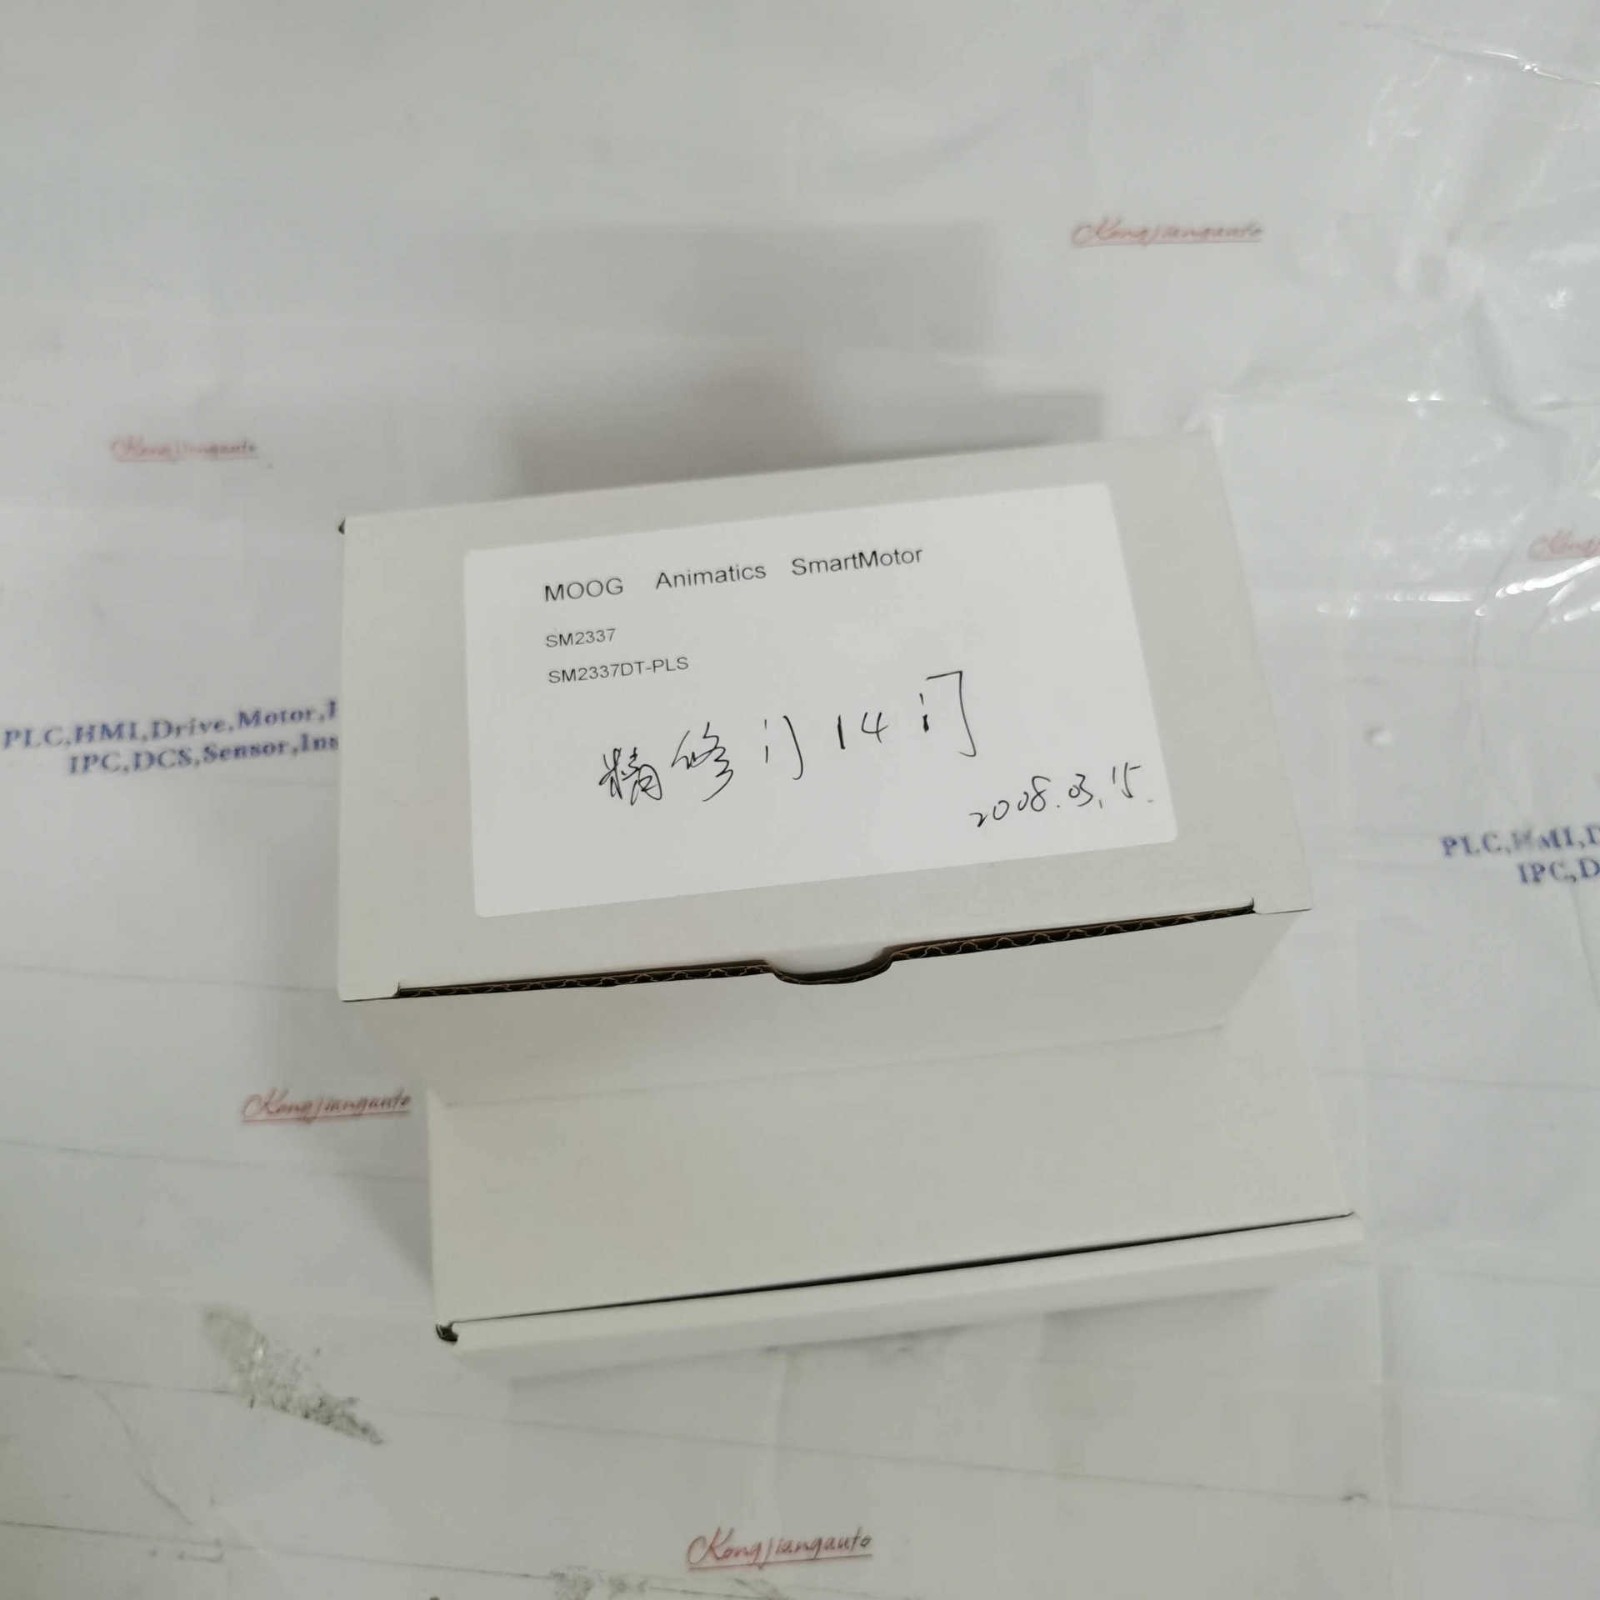 Kongjiangauto
Kongjiangauto
MOOG Animatics SmartMotor
SM2337
SM2337DT-PLS
精修门14门
2008.03.15.
PLC,HMI,Drive,Motor,
IPC,DCS,Sensor,Ins
PLC,HMI,D
IPC,D
Kongjiangauto
Kongjiangauto